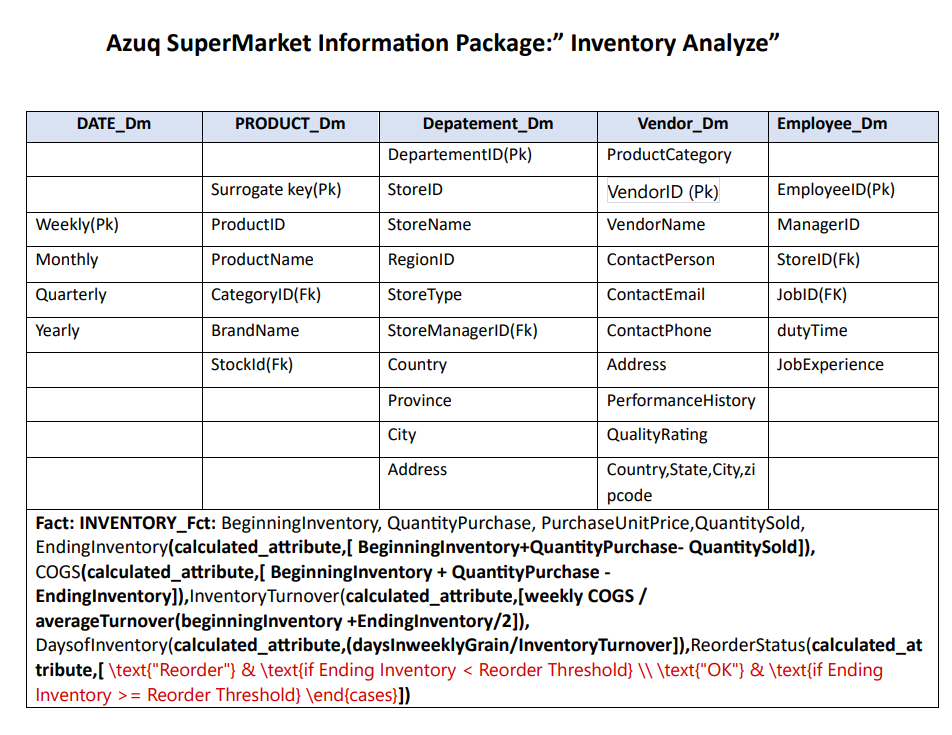 Azuq SuperMarket Information Package:” Inventory Analyze”
DATE_Dm PRODUCT_Dm Depatement_Dm Vendor_Dm Employee_Dm
DepartementID(Pk) ProductCategory
Surrogate key(Pk) StoreID VendorID (Pk) EmployeeID(Pk)
Weekly(Pk) ProductID StoreName VendorName ManagerID
Monthly ProductName RegionID ContactPerson StoreID(Fk)
Quarterly CategoryID(Fk) StoreType ContactEmail JobID(FK)
Yearly BrandName StoreManagerID(Fk) ContactPhone dutyTime
StockId(Fk) Country Address JobExperience
Province PerformanceHistory
City QualityRating
Address Country,State,City,zi
pcode
Fact: INVENTORY_Fct: BeginningInventory, QuantityPurchase, PurchaseUnitPrice,QuantitySold,
EndingInventory(calculated_attribute,[ BeginningInventory+QuantityPurchase- QuantitySold]),
COGS(calculated_attribute,[ BeginningInventory + QuantityPurchase -
EndingInventory]),InventoryTurnover(calculated_attribute,[weekly COGS /
averageTurnover(beginningInventory +EndingInventory/2]),
DaysofInventory(calculated_attribute,(daysInweeklyGrain/InventoryTurnover]),ReorderStatus(calculated_at
tribute,[ \text{"Reorder"} & \text{if Ending Inventory < Reorder Threshold} \\ \text{"OK"} & \text{if Ending
Inventory >= Reorder Threshold} \end{cases}])